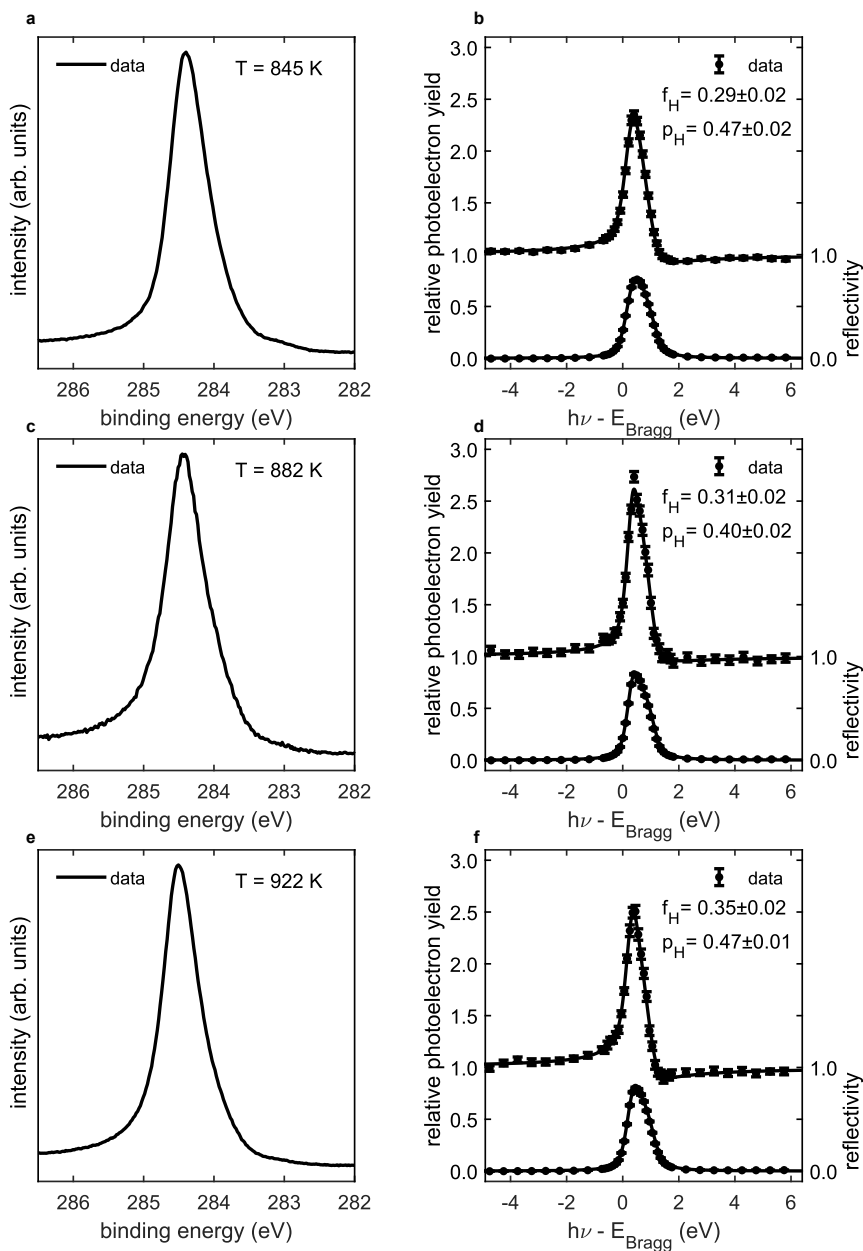 a
data
T = 845 K
intensity (arb. units)
286 285 284 283 282
binding energy (eV)
b
3.0
2.5
2.0
1.5
1.0
0.5
0.0
relative photoelectron yield
data
f_H = 0.29±0.02
p_H = 0.47±0.02
1.0
0.0
reflectivity
-4 -2 0 2 4 6
hν - E_Bragg (eV)
c
data
T = 882 K
intensity (arb. units)
286 285 284 283 282
binding energy (eV)
d
3.0
2.5
2.0
1.5
1.0
0.5
0.0
relative photoelectron yield
data
f_H = 0.31±0.02
p_H = 0.40±0.02
1.0
0.0
reflectivity
-4 -2 0 2 4 6
hν - E_Bragg (eV)
e
data
T = 922 K
intensity (arb. units)
286 285 284 283 282
binding energy (eV)
f
3.0
2.5
2.0
1.5
1.0
0.5
0.0
relative photoelectron yield
data
f_H = 0.35±0.02
p_H = 0.47±0.01
1.0
0.0
reflectivity
-4 -2 0 2 4 6
hν - E_Bragg (eV)